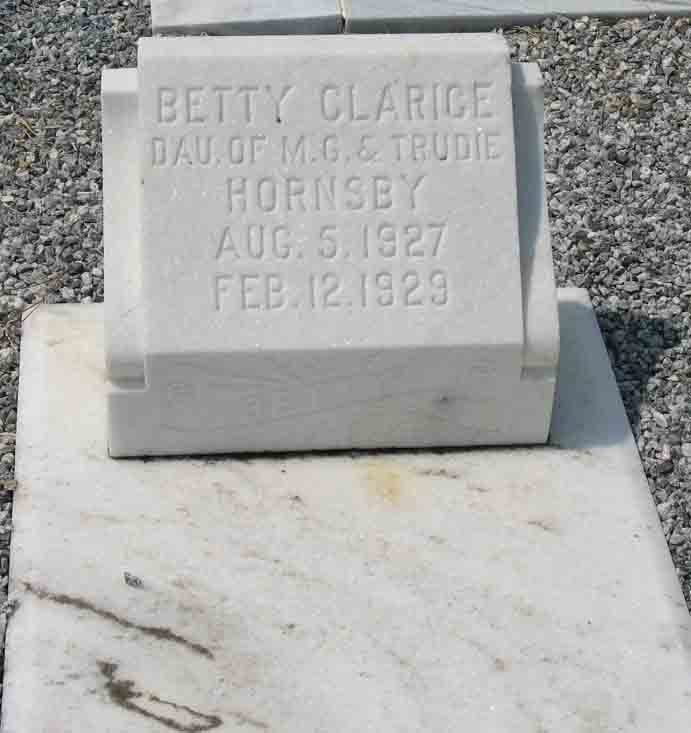 BETTY CLARICE
DAU. OF M.G. & TRUDIE
HORNSBY
AUG. 5. 1927
FEB. 12. 1929